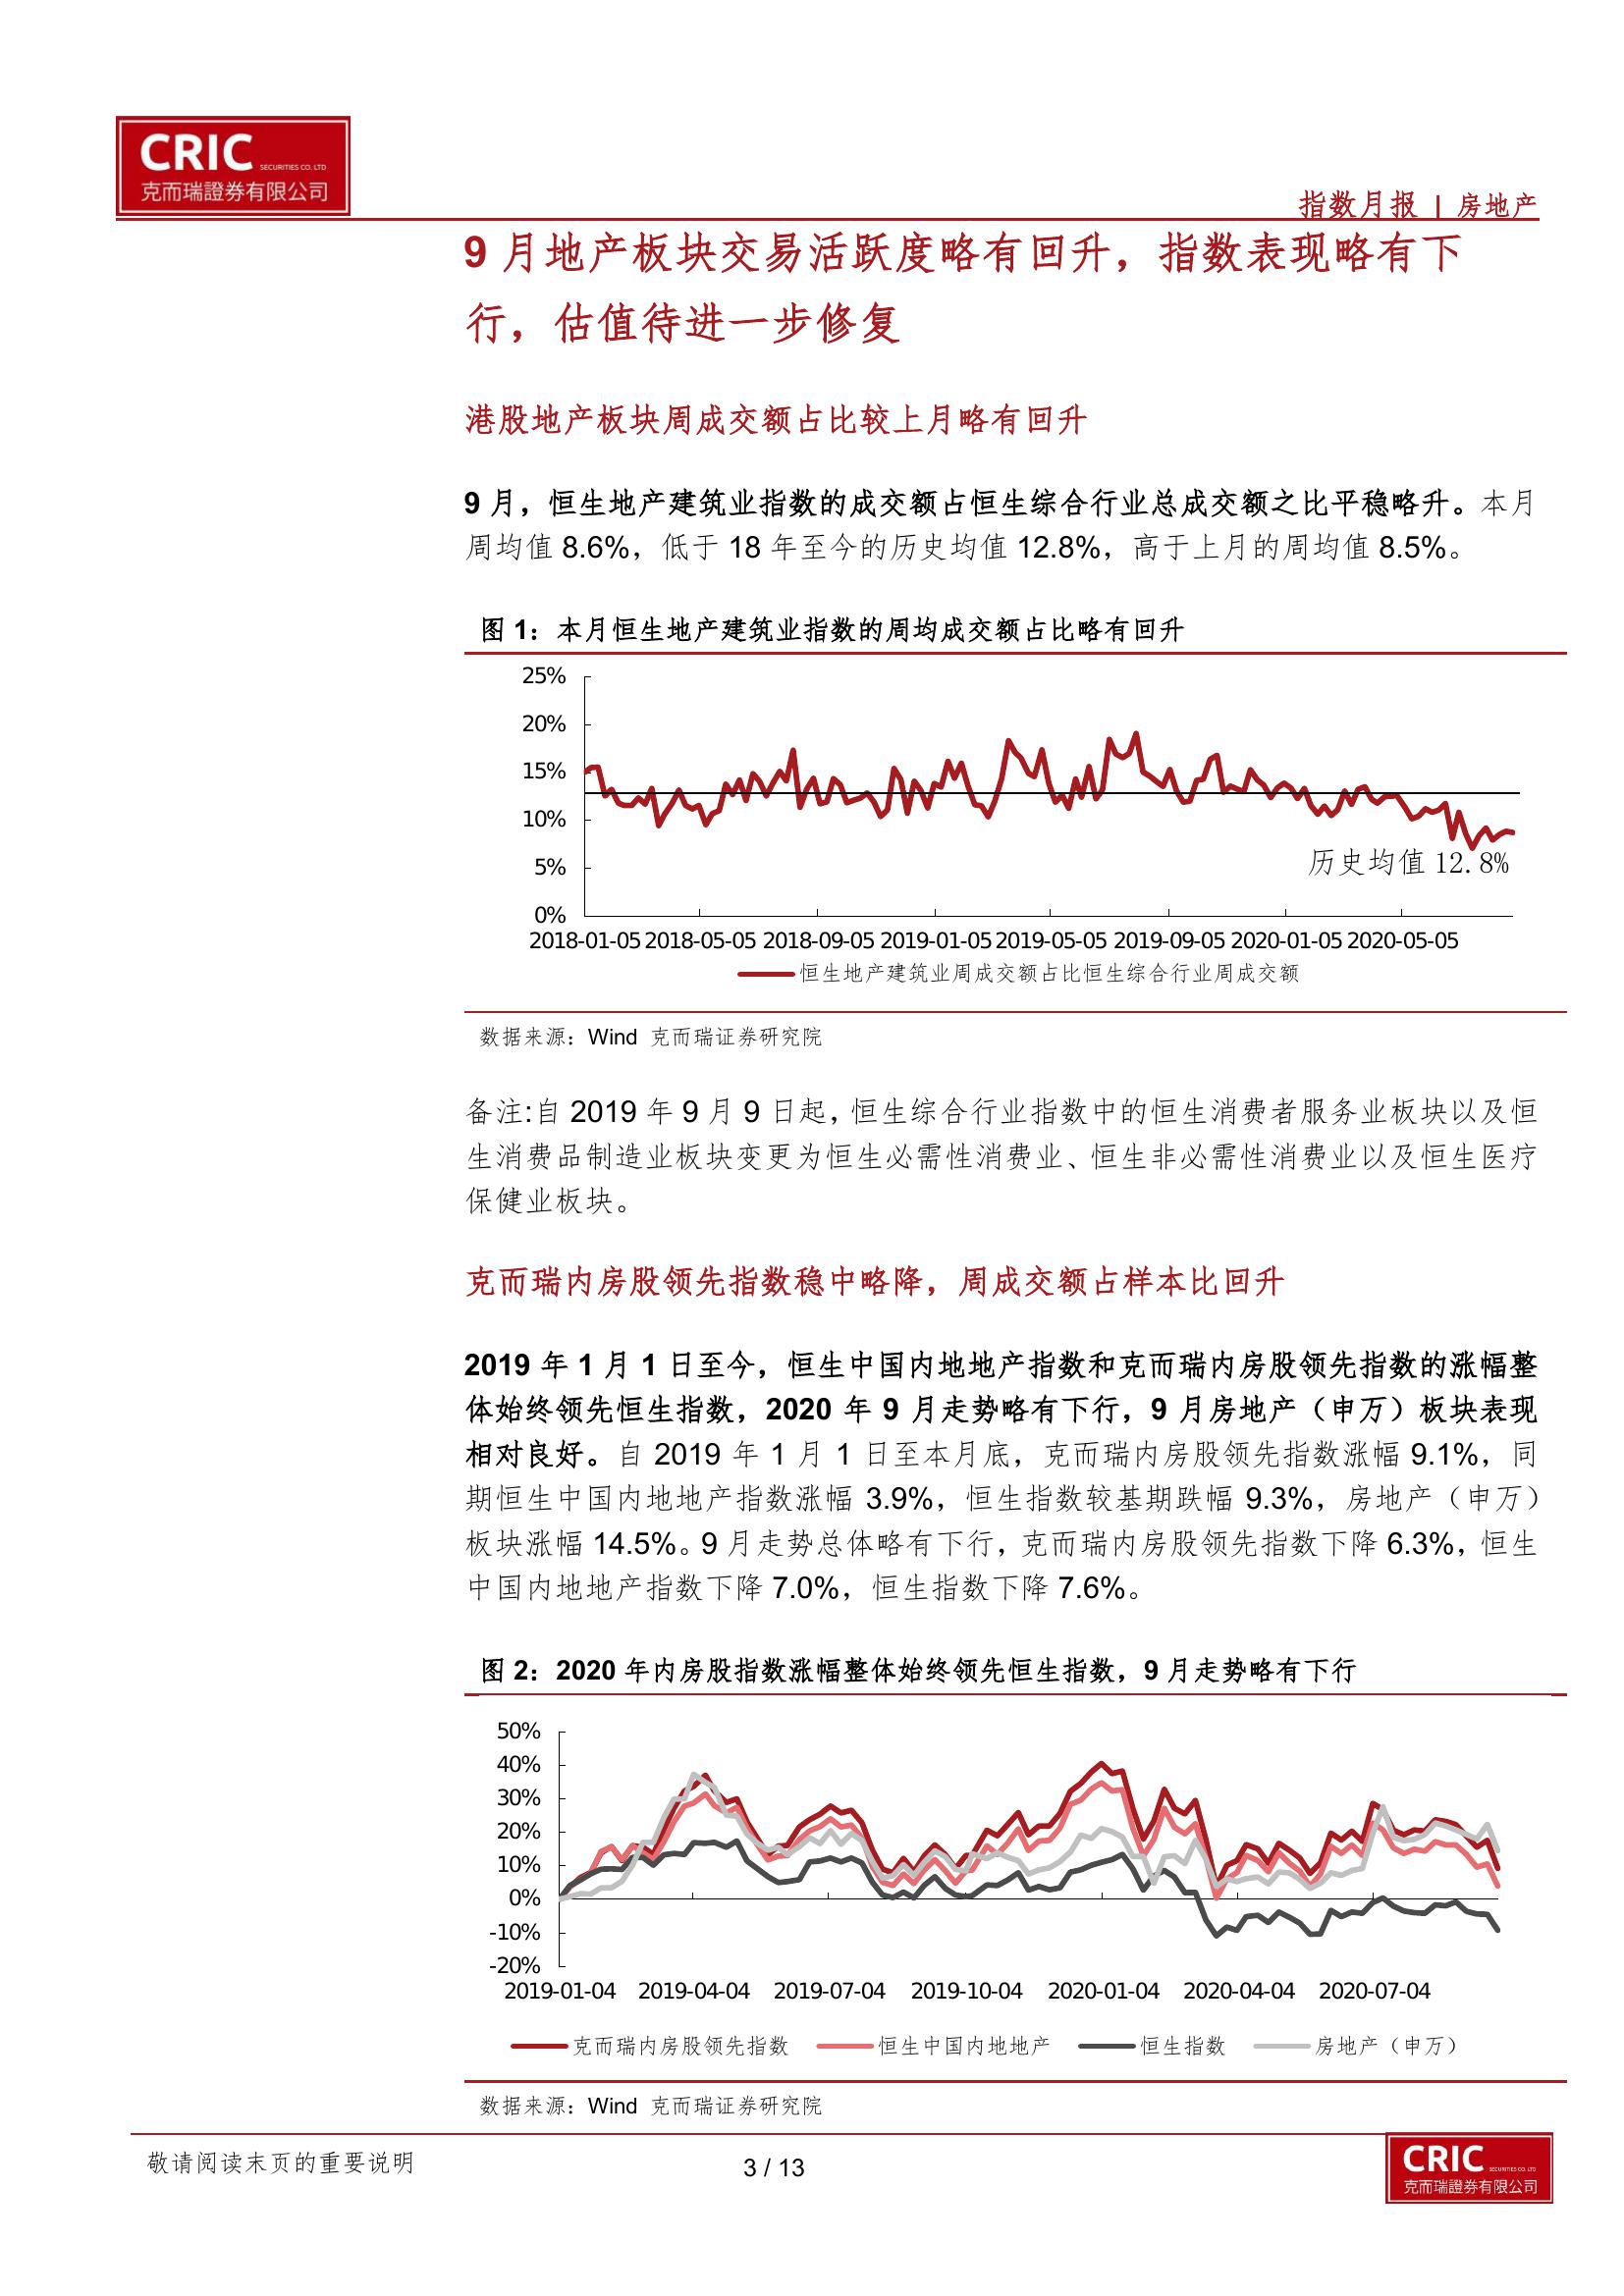 CRIC SECURITIES CO. LTD
克而瑞證券有限公司
指数月报 | 房地产
9 月地产板块交易活跃度略有回升，指数表现略有下
行，估值待进一步修复
港股地产板块周成交额占比较上月略有回升
9 月，恒生地产建筑业指数的成交额占恒生综合行业总成交额之比平稳略升。本月
周均值 8.6%，低于 18 年至今的历史均值 12.8%，高于上月的周均值 8.5%。
图 1：本月恒生地产建筑业指数的周均成交额占比略有回升
25%
20%
15%
10%
5%
0%
历史均值 12.8%
2018-01-05 2018-05-05 2018-09-05 2019-01-05 2019-05-05 2019-09-05 2020-01-05 2020-05-05
恒生地产建筑业周成交额占比恒生综合行业周成交额
数据来源：Wind 克而瑞证券研究院
备注:自 2019 年 9 月 9 日起，恒生综合行业指数中的恒生消费者服务业板块以及恒
生消费品制造业板块变更为恒生必需性消费业、恒生非必需性消费业以及恒生医疗
保健业板块。
克而瑞内房股领先指数稳中略降，周成交额占样本比回升
2019 年 1 月 1 日至今，恒生中国内地地产指数和克而瑞内房股领先指数的涨幅整
体始终领先恒生指数，2020 年 9 月走势略有下行，9 月房地产（申万）板块表现
相对良好。自 2019 年 1 月 1 日至本月底，克而瑞内房股领先指数涨幅 9.1%，同
期恒生中国内地地产指数涨幅 3.9%，恒生指数较基期跌幅 9.3%，房地产（申万）
板块涨幅 14.5%。9 月走势总体略有下行，克而瑞内房股领先指数下降 6.3%，恒生
中国内地地产指数下降 7.0%，恒生指数下降 7.6%。
图 2：2020 年内房股指数涨幅整体始终领先恒生指数，9 月走势略有下行
50%
40%
30%
20%
10%
0%
-10%
-20%
2019-01-04 2019-04-04 2019-07-04 2019-10-04 2020-01-04 2020-04-04 2020-07-04
克而瑞内房股领先指数 恒生中国内地地产 恒生指数 房地产（申万）
数据来源：Wind 克而瑞证券研究院
敬请阅读末页的重要说明
3 / 13
CRIC SECURITIES CO. LTD
克而瑞證券有限公司